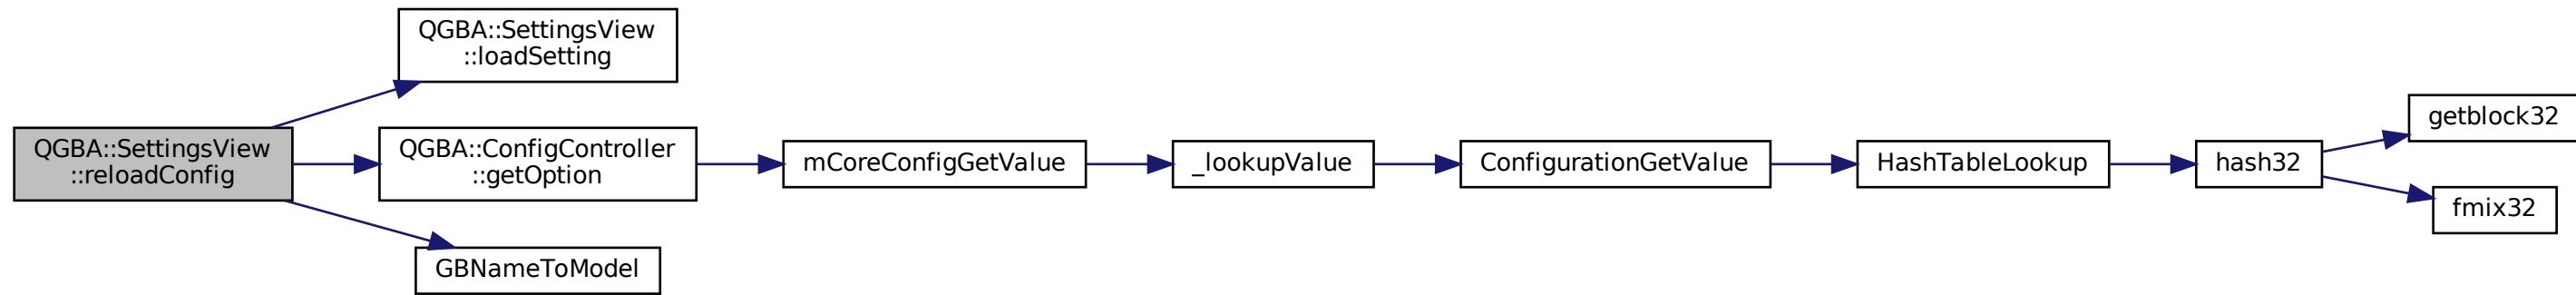 QGBA::SettingsView
::loadSetting
QGBA::SettingsView
::reloadConfig
QGBA::ConfigController
::getOption
GBNameToModel
mCoreConfigGetValue
_lookupValue
ConfigurationGetValue
HashTableLookup
hash32
getblock32
fmix32